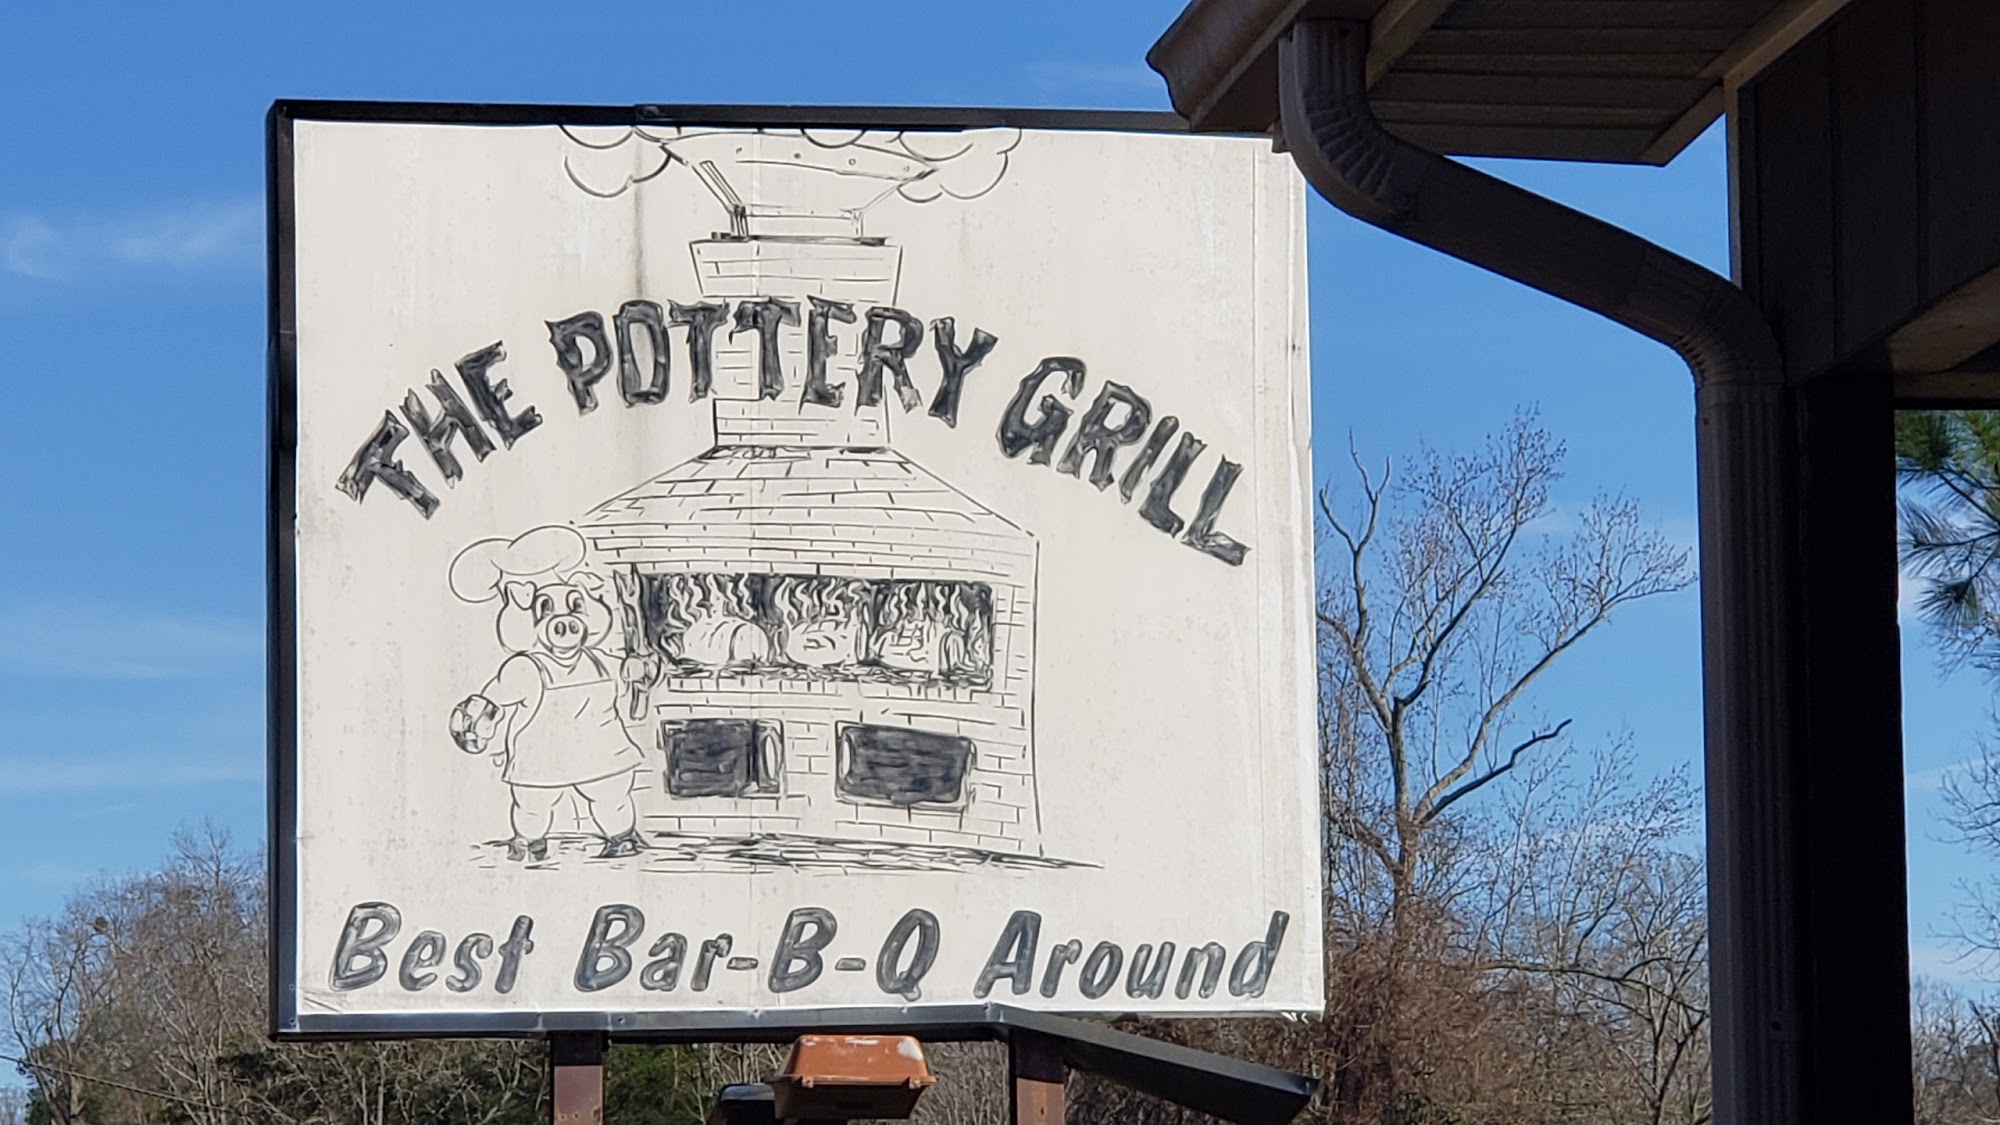 THE POTTERY GRILL
Best Bar-B-Q Around